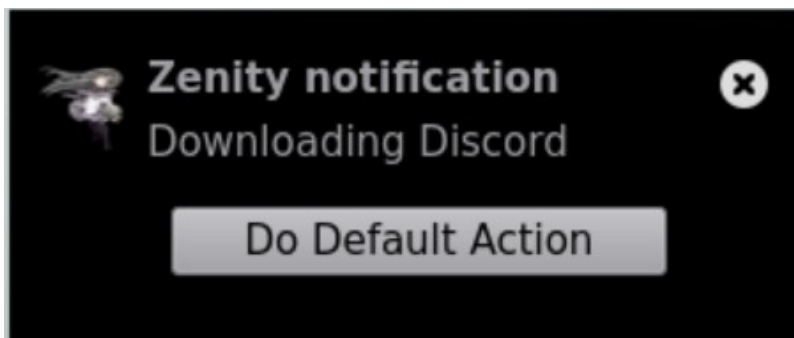 Zenity notification
Downloading Discord
Do Default Action